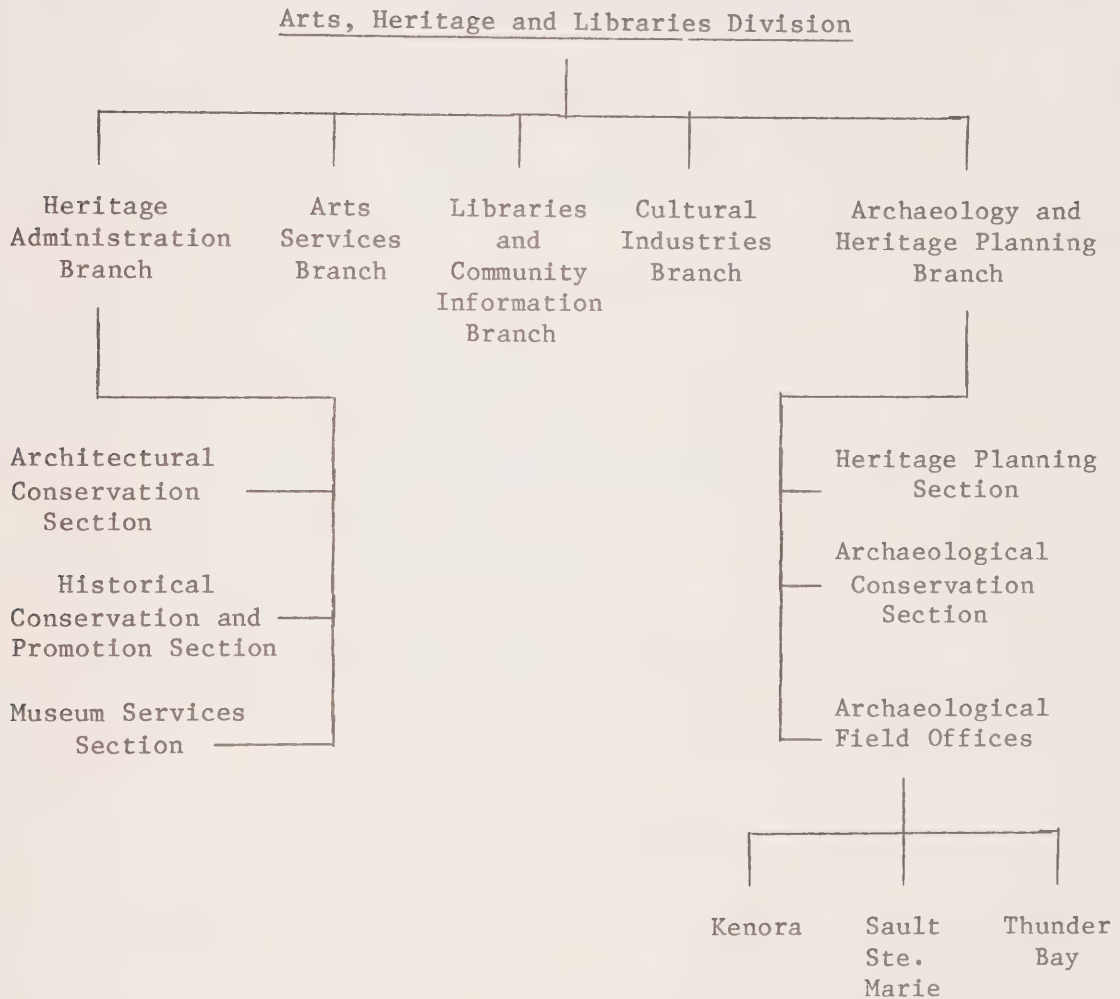 Arts, Heritage and Libraries Division
Heritage
Administration
Branch
Arts
Services
Branch
Libraries
and
Community
Information
Branch
Cultural
Industries
Branch
Archaeology and
Heritage Planning
Branch
Architectural
Conservation
Section
Historical
Conservation and
Promotion Section
Museum Services
Section
Heritage Planning
Section
Archaeological
Conservation
Section
Archaeological
Field Offices
Kenora
Sault
Ste.
Marie
Thunder
Bay